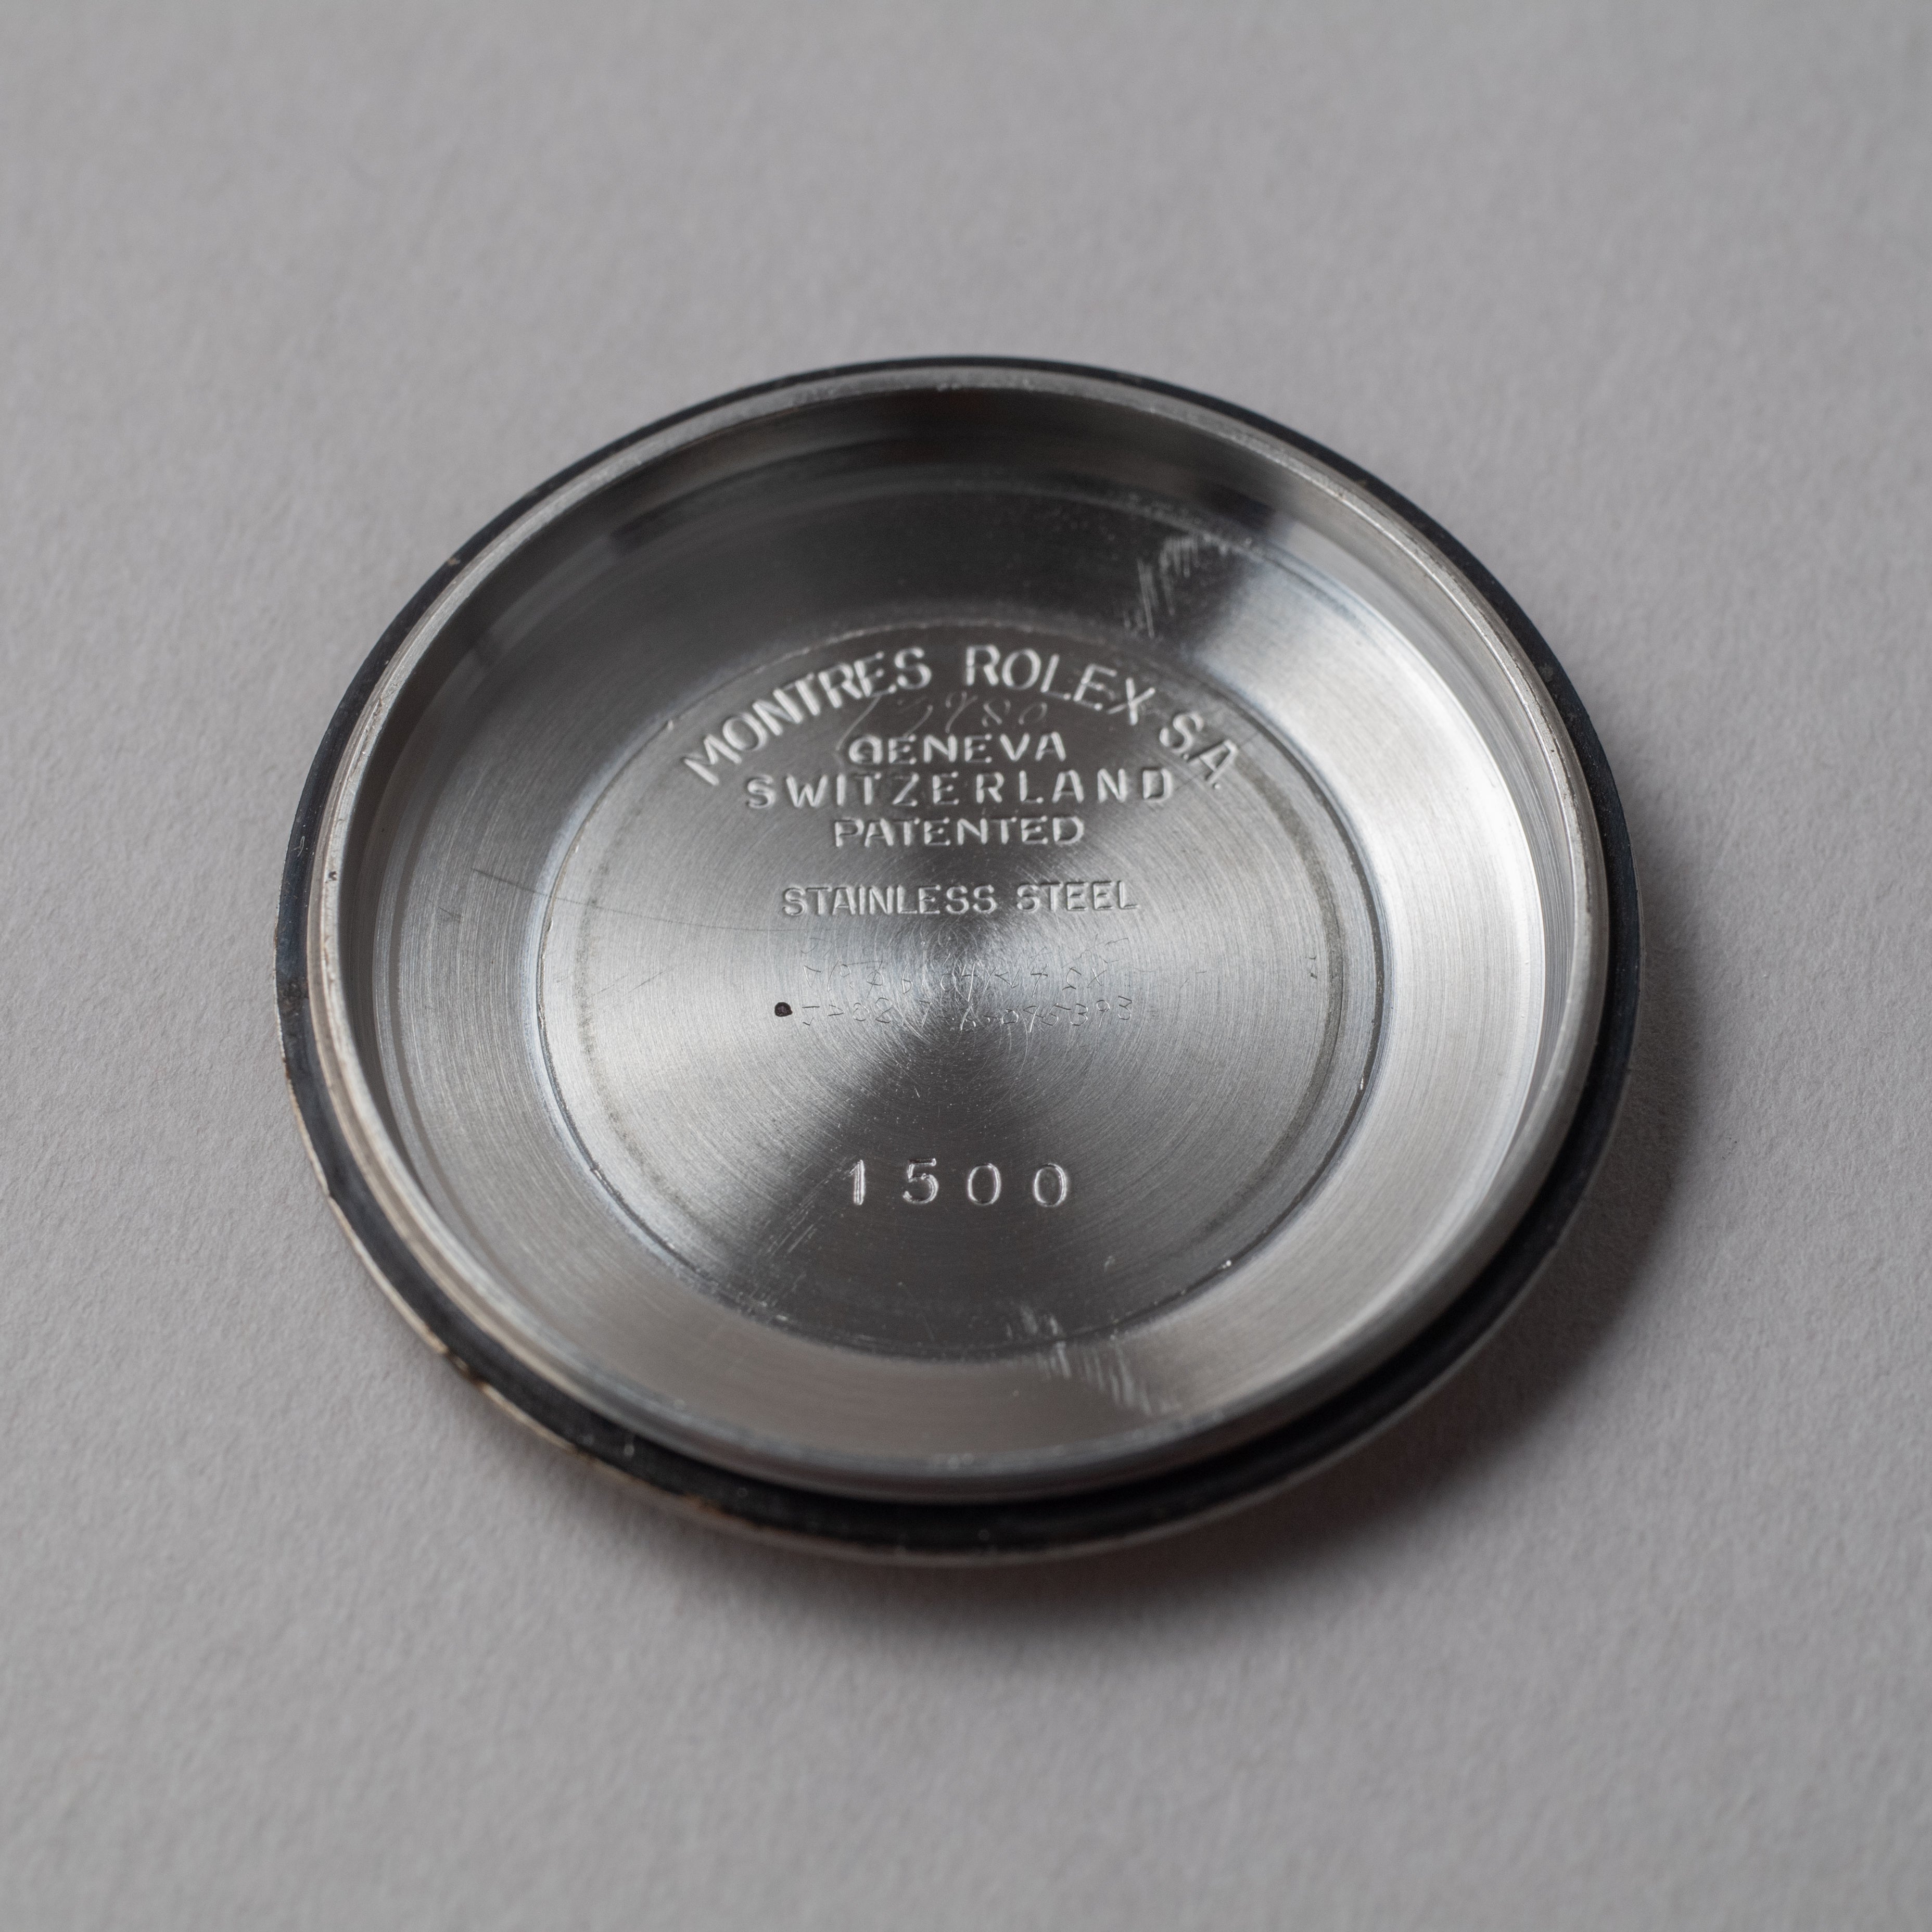 MONTRES ROLEX S.A.
GENEVA
SWITZERLAND
PATENTED
STAINLESS STEEL
1500